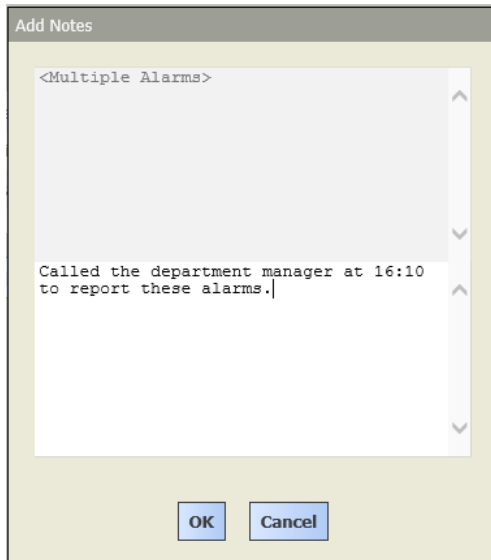 Add Notes
<Multiple Alarms>
Called the department manager at 16:10
to report these alarms.
OK
Cancel